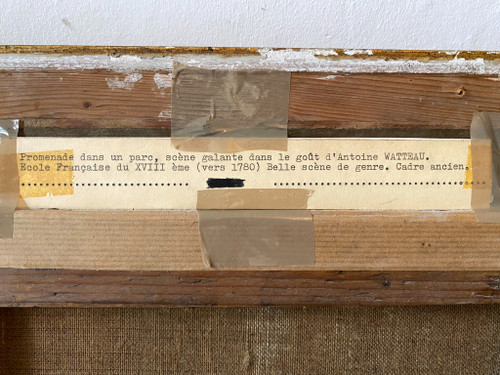 Promenade dans un parc, scène galante dans le goût d'Antoine WATTEAU.
Ecole Française du XVIII ème (vers 1780) Belle scène de genre. Cadre ancien.